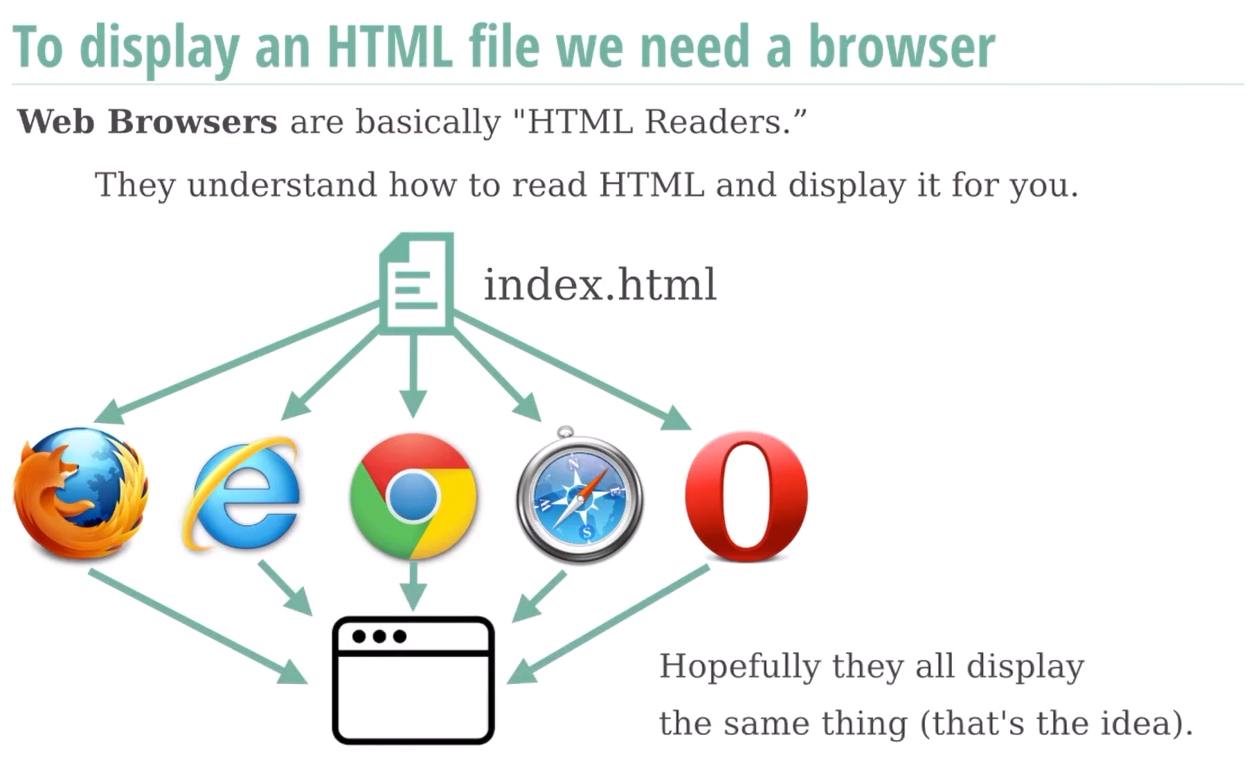 To display an HTML file we need a browser
Web Browsers are basically "HTML Readers.”
They understand how to read HTML and display it for you.
index.html
Hopefully they all display
the same thing (that's the idea).